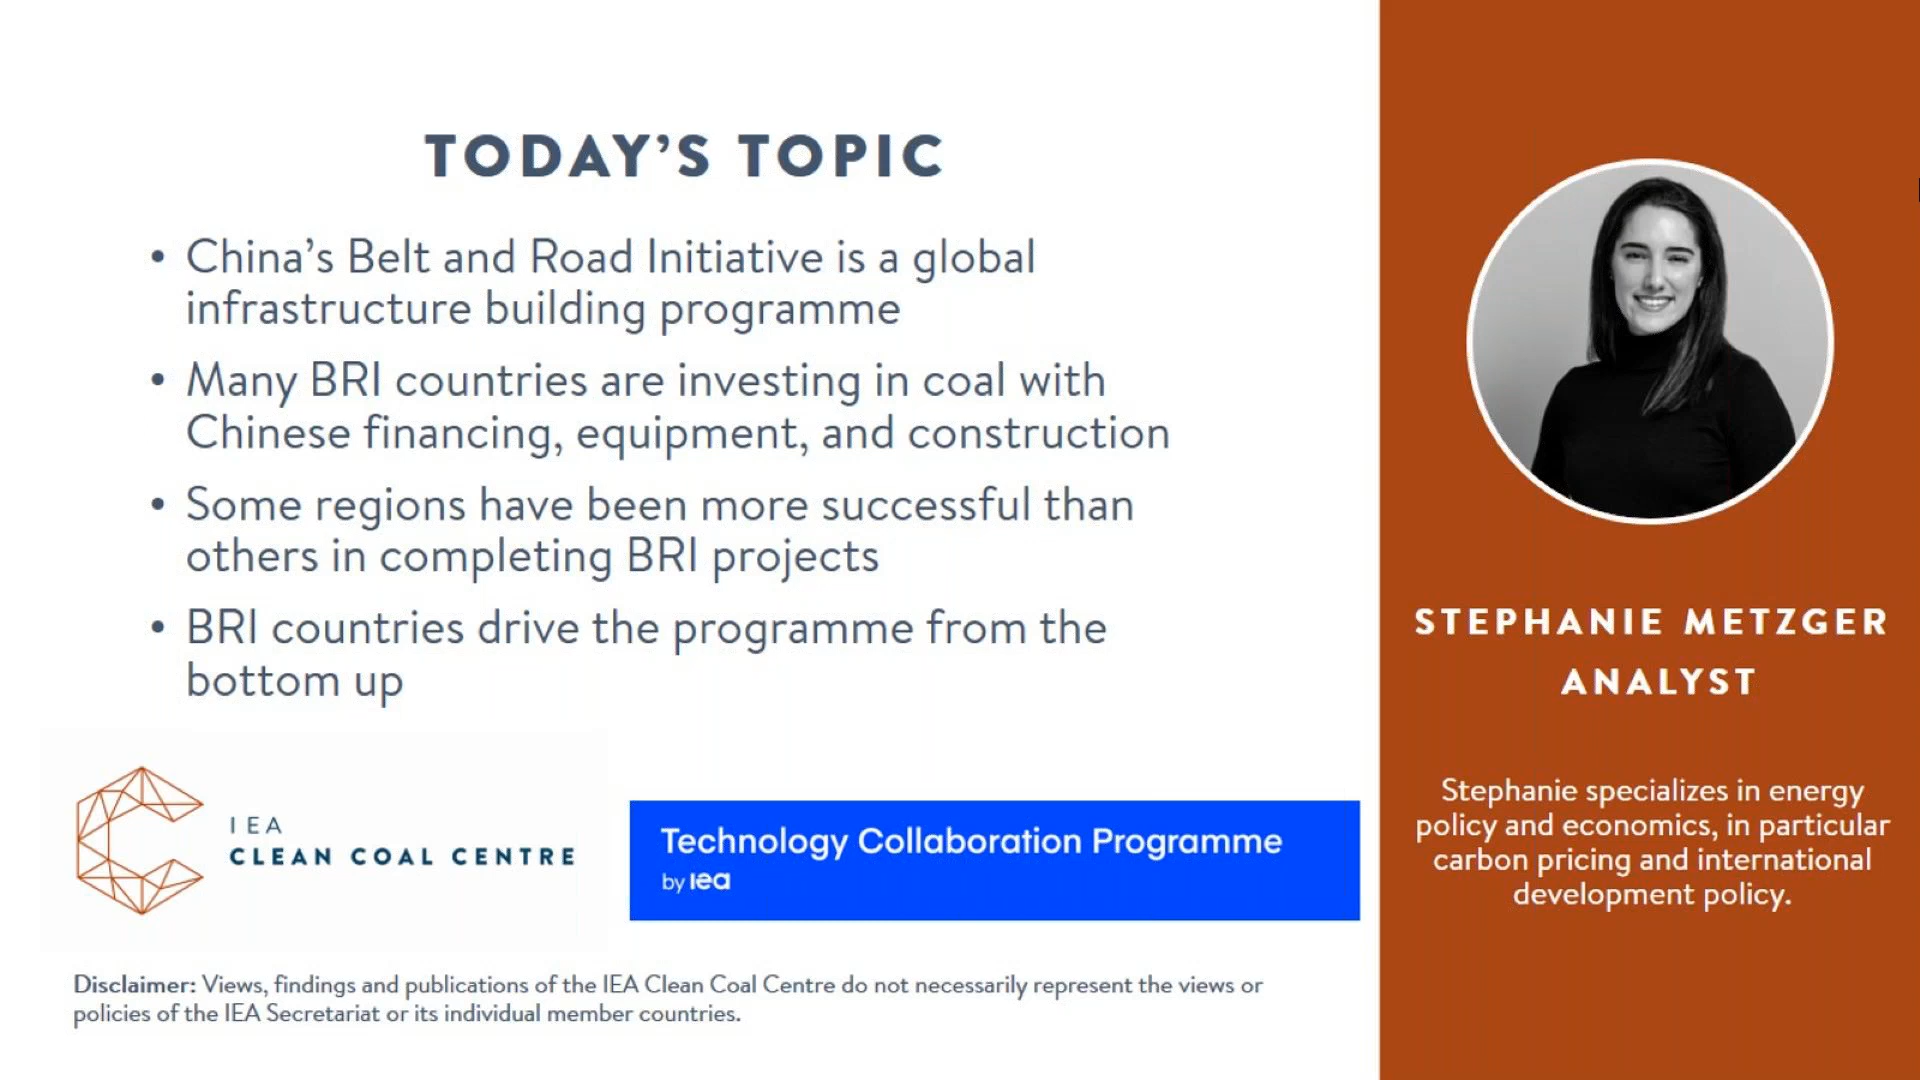 TODAY’S TOPIC
• China’s Belt and Road Initiative is a global
infrastructure building programme
• Many BRI countries are investing in coal with
Chinese financing, equipment, and construction
• Some regions have been more successful than
others in completing BRI projects
• BRI countries drive the programme from the
bottom up
IEA
CLEAN COAL CENTRE
Technology Collaboration Programme
by iea
Disclaimer: Views, findings and publications of the IEA Clean Coal Centre do not necessarily represent the views or
policies of the IEA Secretariat or its individual member countries.
STEPHANIE METZGER
ANALYST
Stephanie specializes in energy
policy and economics, in particular
carbon pricing and international
development policy.